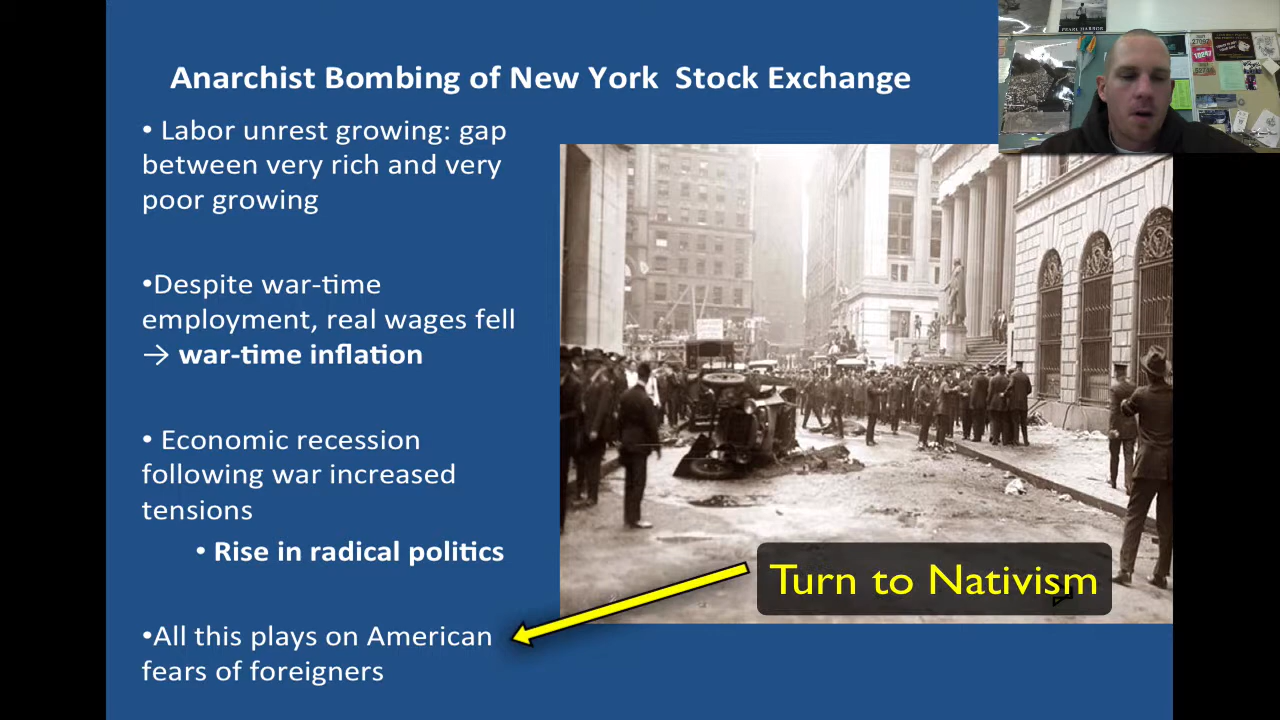 Anarchist Bombing of New York  Stock Exchange
• Labor unrest growing: gap
between very rich and very
poor growing
•Despite war-time
employment, real wages fell
→ war-time inflation
• Economic recession
following war increased
tensions
• Rise in radical politics
•All this plays on American
fears of foreigners
Turn to Nativism
PEARL HARBOR